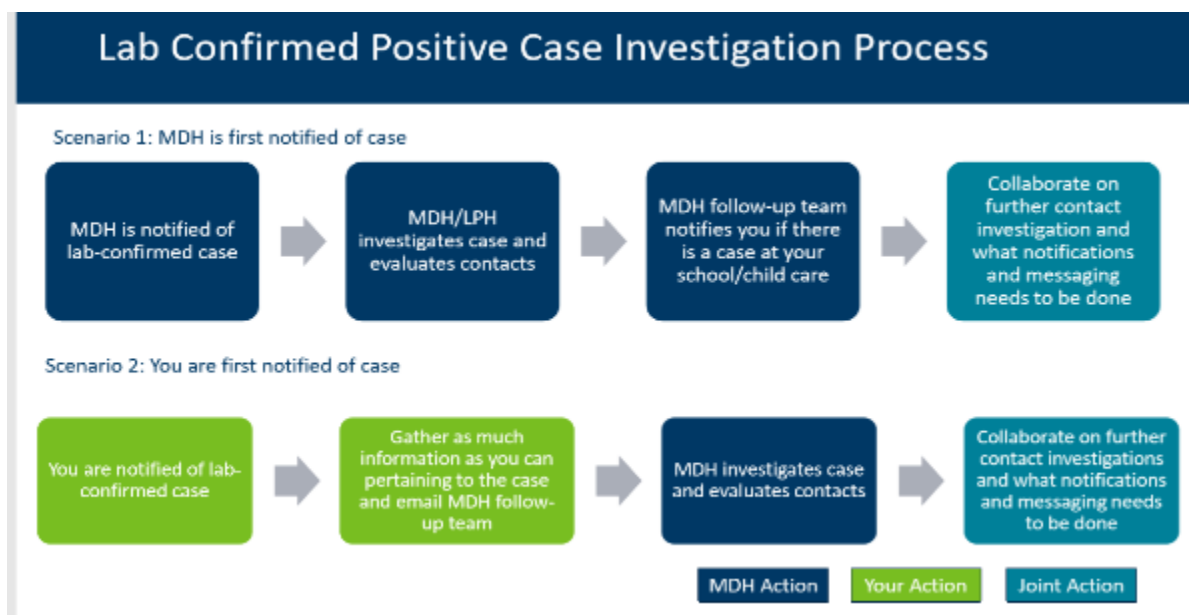 Lab Confirmed Positive Case Investigation Process
Scenario 1: MDH is first notified of case
MDH is notified of
lab-confirmed case
MDH/LPH
investigates case and
evaluates contacts
MDH follow-up team
notifies you if there
is a case at your
school/child care
Collaborate on
further contact
investigation and
what notifications
and messaging
needs to be done
Scenario 2: You are first notified of case
You are notified of lab-
confirmed case
Gather as much
information as you can
pertaining to the case
and email MDH follow-
up team
MDH investigates case
and evaluates contacts
Collaborate on further
contact investigations
and what notifications
and messaging needs
to be done
MDH Action
Your Action
Joint Action